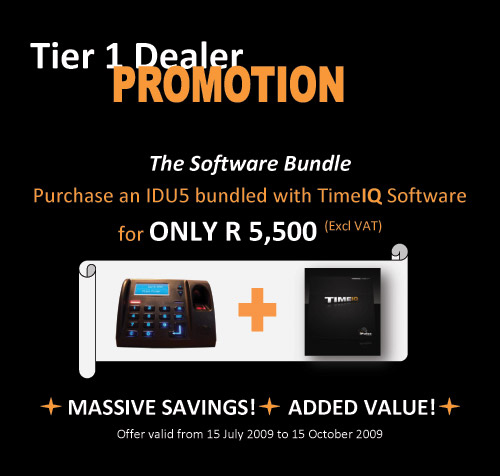 Tier 1 Dealer
PROMOTION
The Software Bundle
Purchase an IDU5 bundled with TimeIQ Software
for ONLY R 5,500 (Excl VAT)
TIMEIQ
MASSIVE SAVINGS! ADDED VALUE!
Offer valid from 15 July 2009 to 15 October 2009